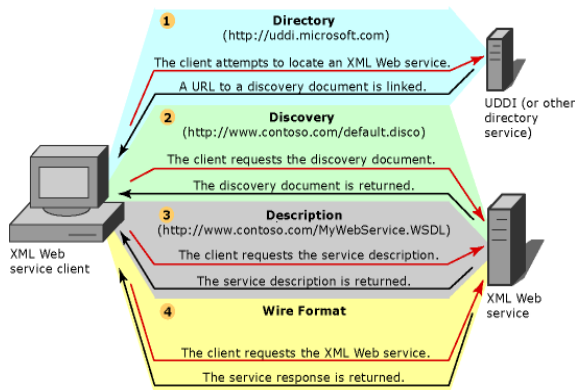 1 Directory
(http://uddi.microsoft.com)
The client attempts to locate an XML Web service.
A URL to a discovery document is linked.
UDDI (or other
directory
service)
2 Discovery
(http://www.contoso.com/default.disco)
The client requests the discovery document.
The discovery document is returned.
XML Web
service client
3 Description
(http://www.contoso.com/MyWebService.WSDL)
The client requests the service description.
The service description is returned.
XML Web
service
4 Wire Format
The client requests the XML Web service.
The service response is returned.